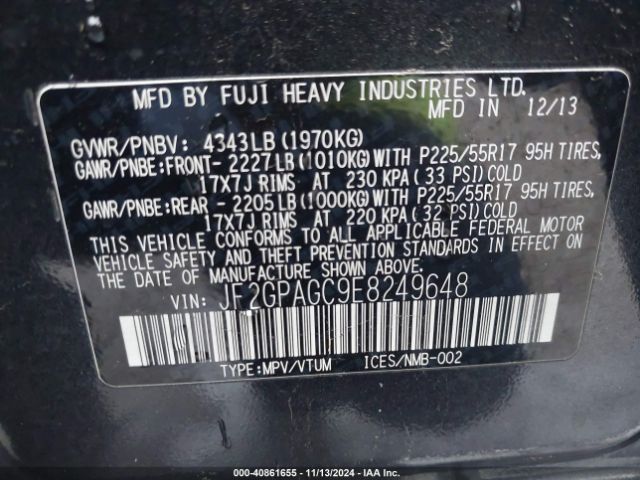 MFD BY FUJI HEAVY INDUSTRIES LTD.
MFD IN 12/13
GVWR/PNBV: 4343LB(1970KG)
GAWR/PNBE:FRONT- 2227LB(1010KG)WITH P225/55R17 95H TIRES,
17X7J RIMS AT 230 KPA(33 PSI)COLD
GAWR/PNBE:REAR - 2205LB(1000KG)WITH P225/55R17 95H TIRES,
17X7J RIMS AT 220 KPA(32 PSI)COLD
THIS VEHICLE CONFORMS TO ALL APPLICABLE FEDERAL MOTOR
VEHICLE SAFETY AND THEFT PREVENTION STANDARDS IN EFFECT ON
THE DATE OF MANUFACTURE SHOWN ABOVE.
VIN: JF2GPAGC9E8249648
TYPE:MPV/VTUM ICES/NMB-002
000-40861655 - 11/13/2024 - IAA Inc.